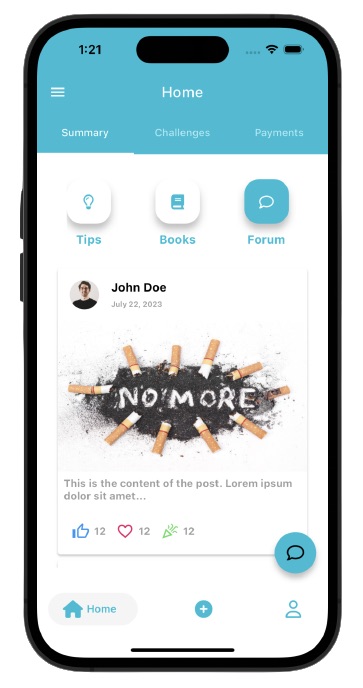 1:21
Home
Summary
Challenges
Payments
Tips
Books
Forum
John Doe
July 22, 2023
NO MORE
This is the content of the post. Lorem ipsum
dolor sit amet...
12
12
12
Home